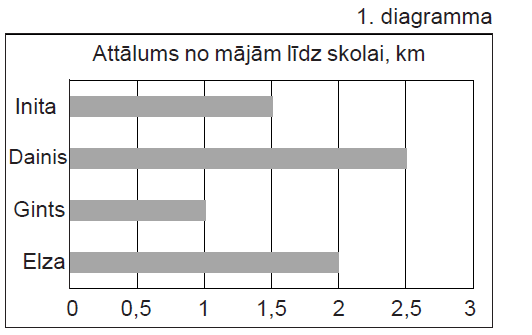 1. diagramma
Attālums no mājām līdz skolai, km
Inita
Dainis
Gints
Elza
0 0,5 1 1,5 2 2,5 3